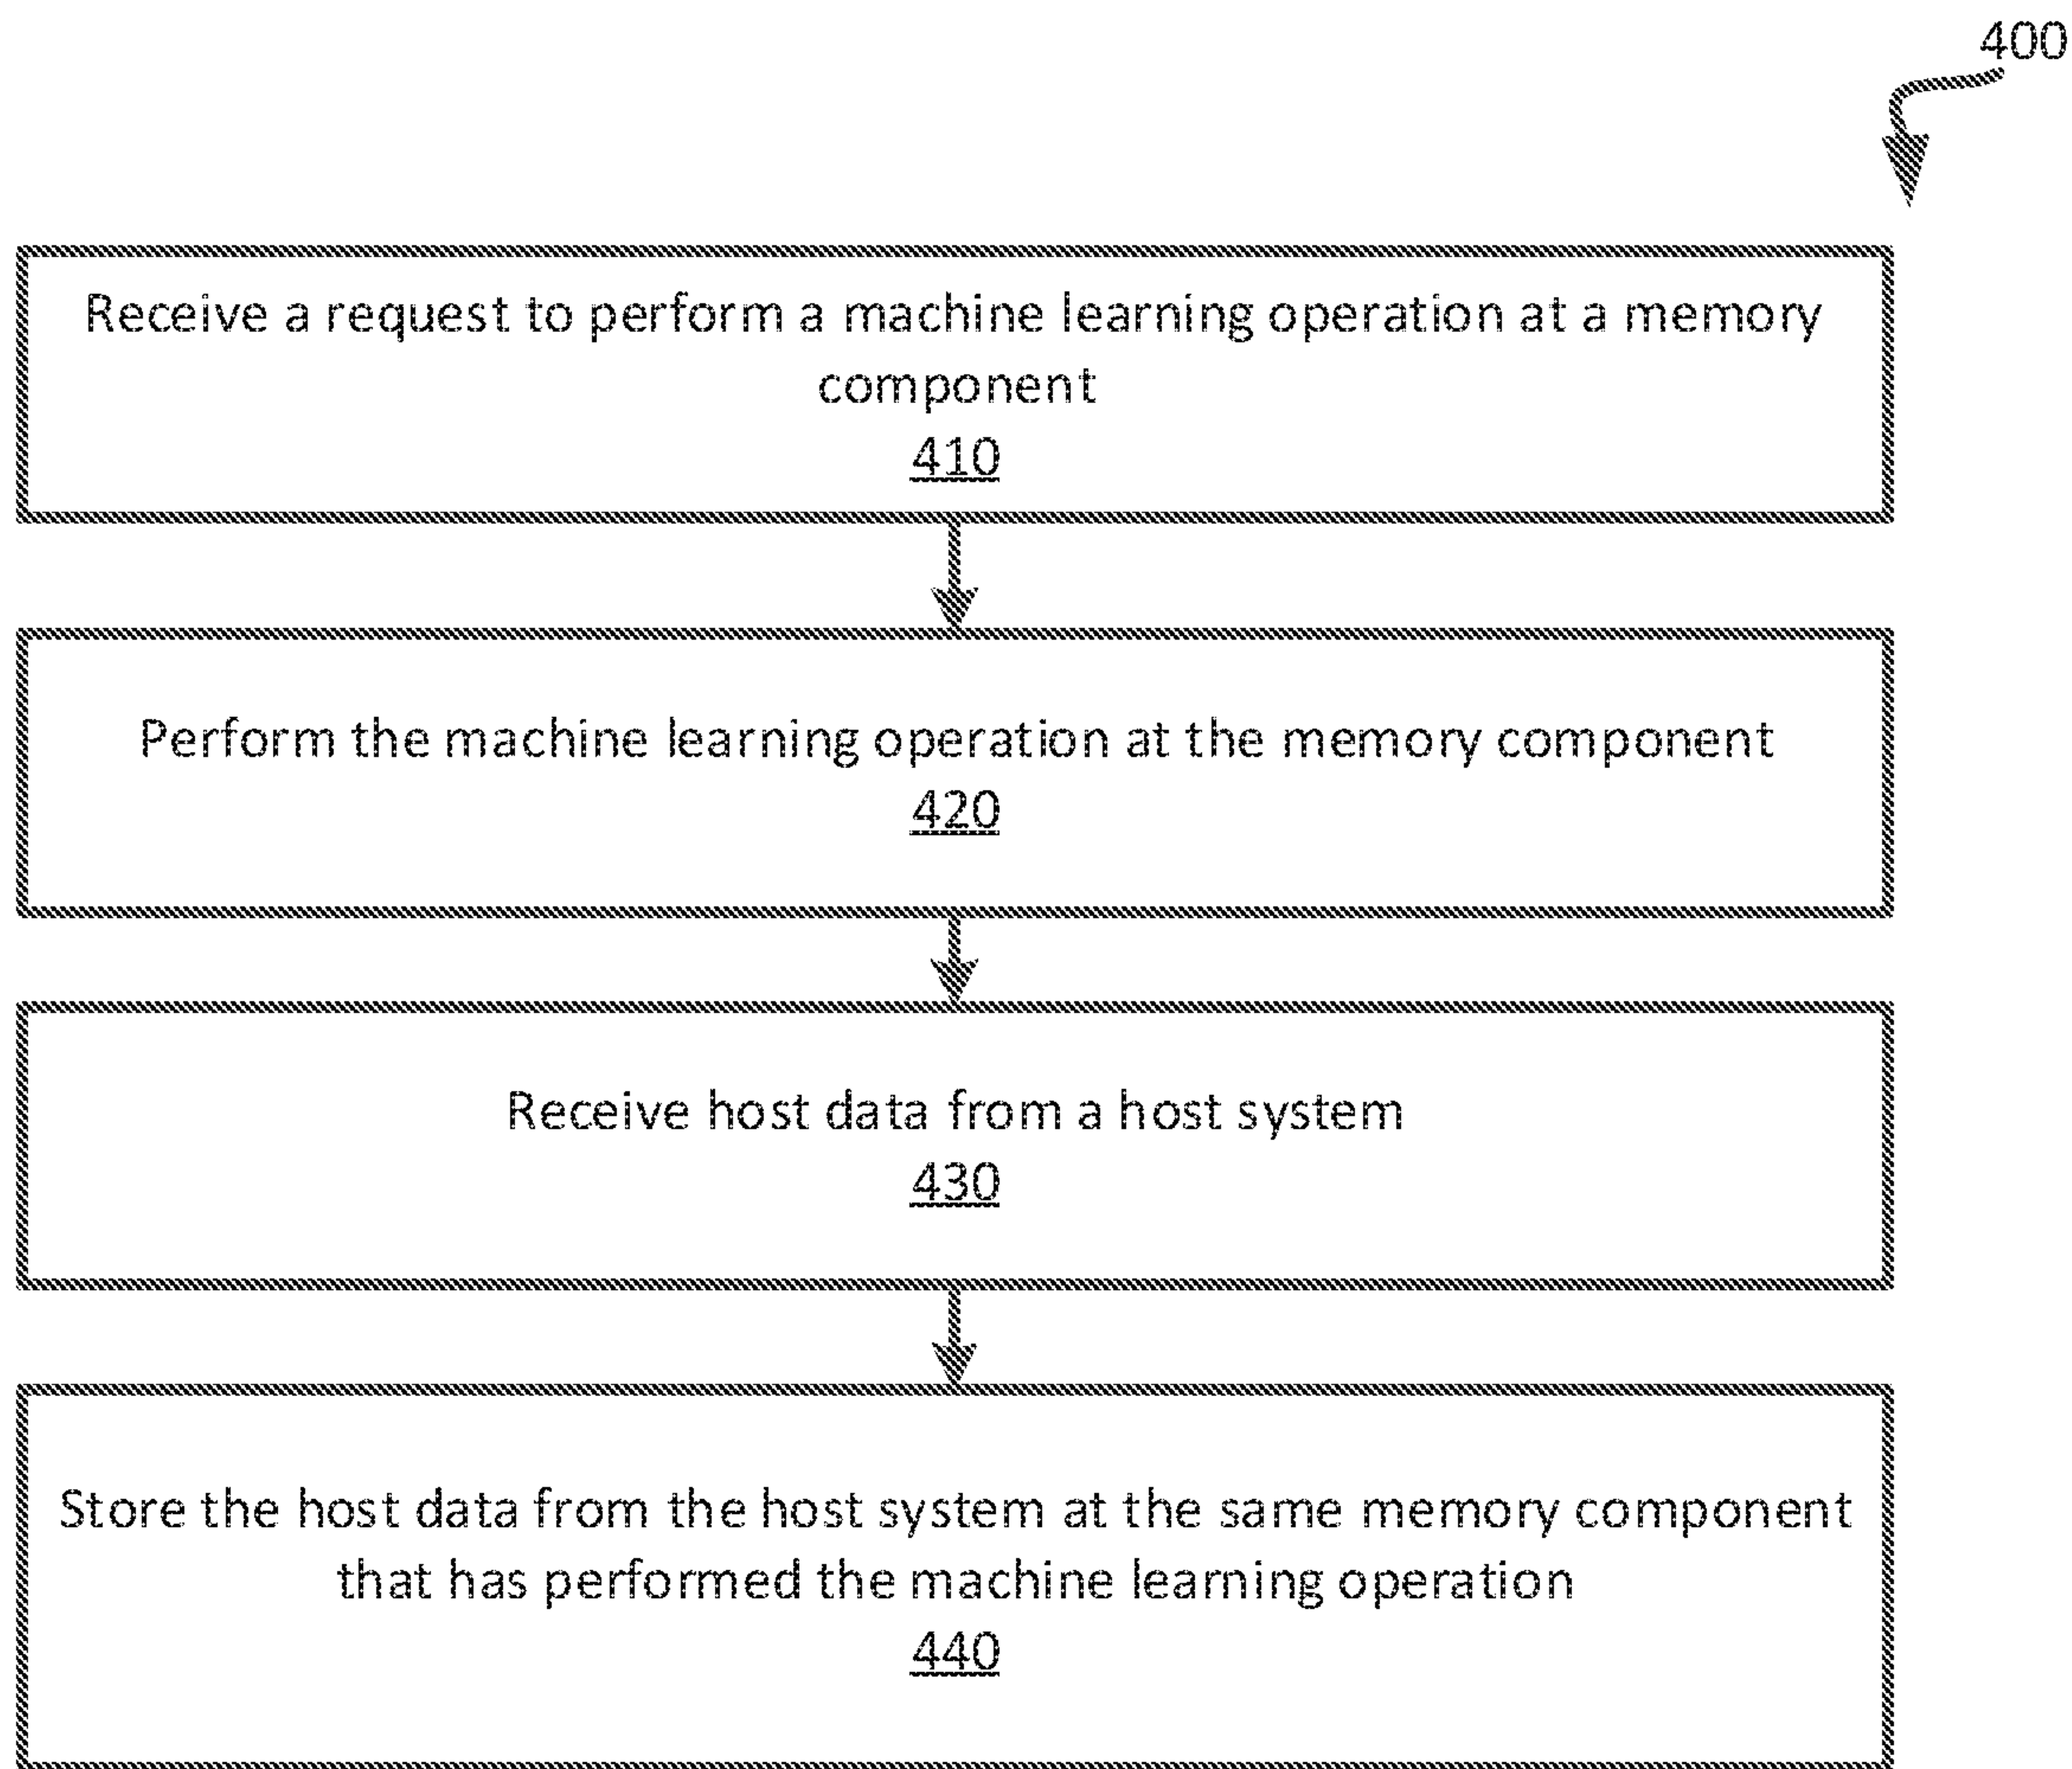 400
Receive a request to perform a machine learning operation at a memory
component
410
Perform the machine learning operation at the memory component
420
Receive host data from a host system
430
Store the host data from the host system at the same memory component
that has performed the machine learning operation
440